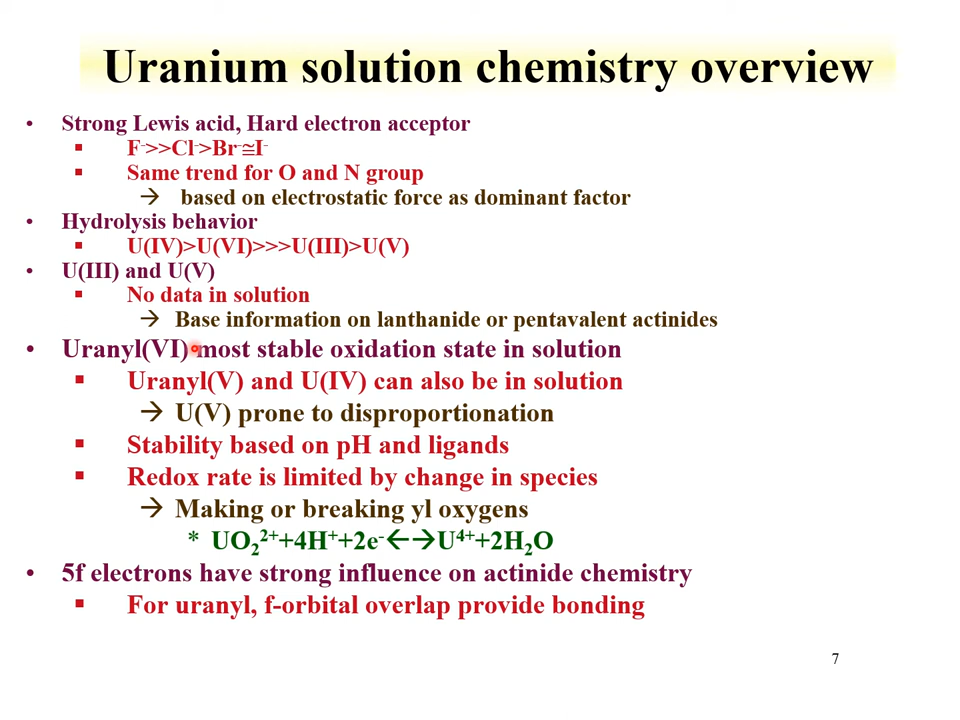 Uranium solution chemistry overview
• Strong Lewis acid, Hard electron acceptor
▪ F⁻>>Cl⁻>Br⁻≅I⁻
▪ Same trend for O and N group
→ based on electrostatic force as dominant factor
• Hydrolysis behavior
▪ U(IV)>U(VI)>>>U(III)>U(V)
• U(III) and U(V)
▪ No data in solution
→ Base information on lanthanide or pentavalent actinides
• Uranyl(VI) most stable oxidation state in solution
▪ Uranyl(V) and U(IV) can also be in solution
→ U(V) prone to disproportionation
▪ Stability based on pH and ligands
▪ Redox rate is limited by change in species
→ Making or breaking yl oxygens
* UO₂²⁺+4H⁺+2e⁻←→U⁴⁺+2H₂O
• 5f electrons have strong influence on actinide chemistry
▪ For uranyl, f-orbital overlap provide bonding
7